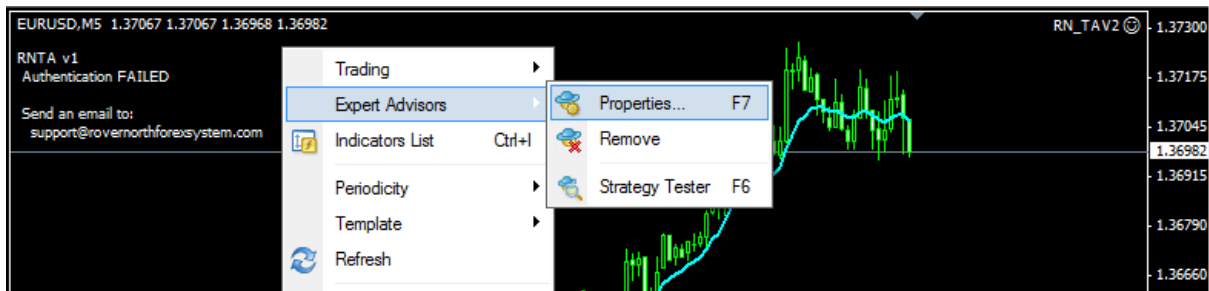 EURUSD,M5 1.37067 1.37067 1.36968 1.36982
RN_TAV2
RNTA v1
Authentication FAILED
Send an email to:
support@rovernorthforexsystem.com
Trading
Expert Advisors
Indicators List Ctrl+I
Periodicity
Template
Refresh
Properties... F7
Remove
Strategy Tester F6
1.37300
1.37175
1.37045
1.36982
1.36915
1.36790
1.36660